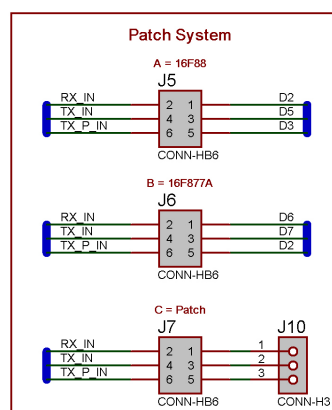 Patch System
A = 16F88
J5
RX_IN 2 1 D2
TX_IN 4 3 D5
TX_P_IN 6 5 D3
CONN-HB6
B = 16F877A
J6
RX_IN 2 1 D6
TX_IN 4 3 D7
TX_P_IN 6 5 D2
CONN-HB6
C = Patch
J7 J10
RX_IN 2 1 1
TX_IN 4 3 2
TX_P_IN 6 5 3
CONN-HB6 CONN-H3